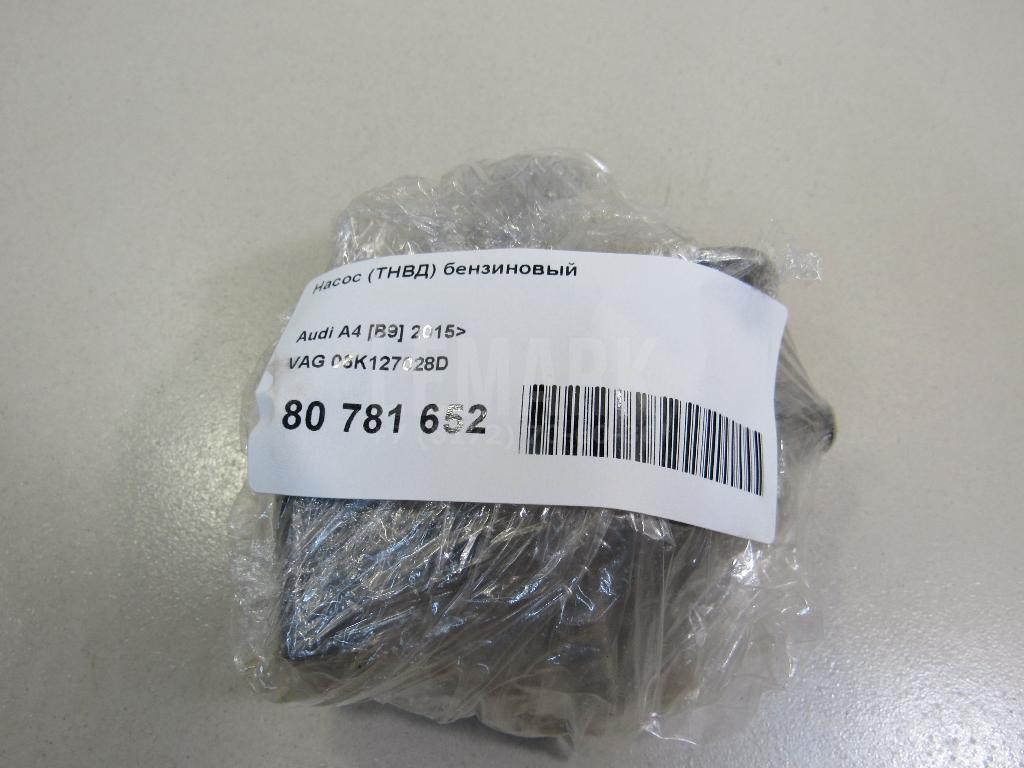 Насос (ТНВД) бензиновый
Audi A4 [B9] 2015>
VAG 06K127028D
80 781 652